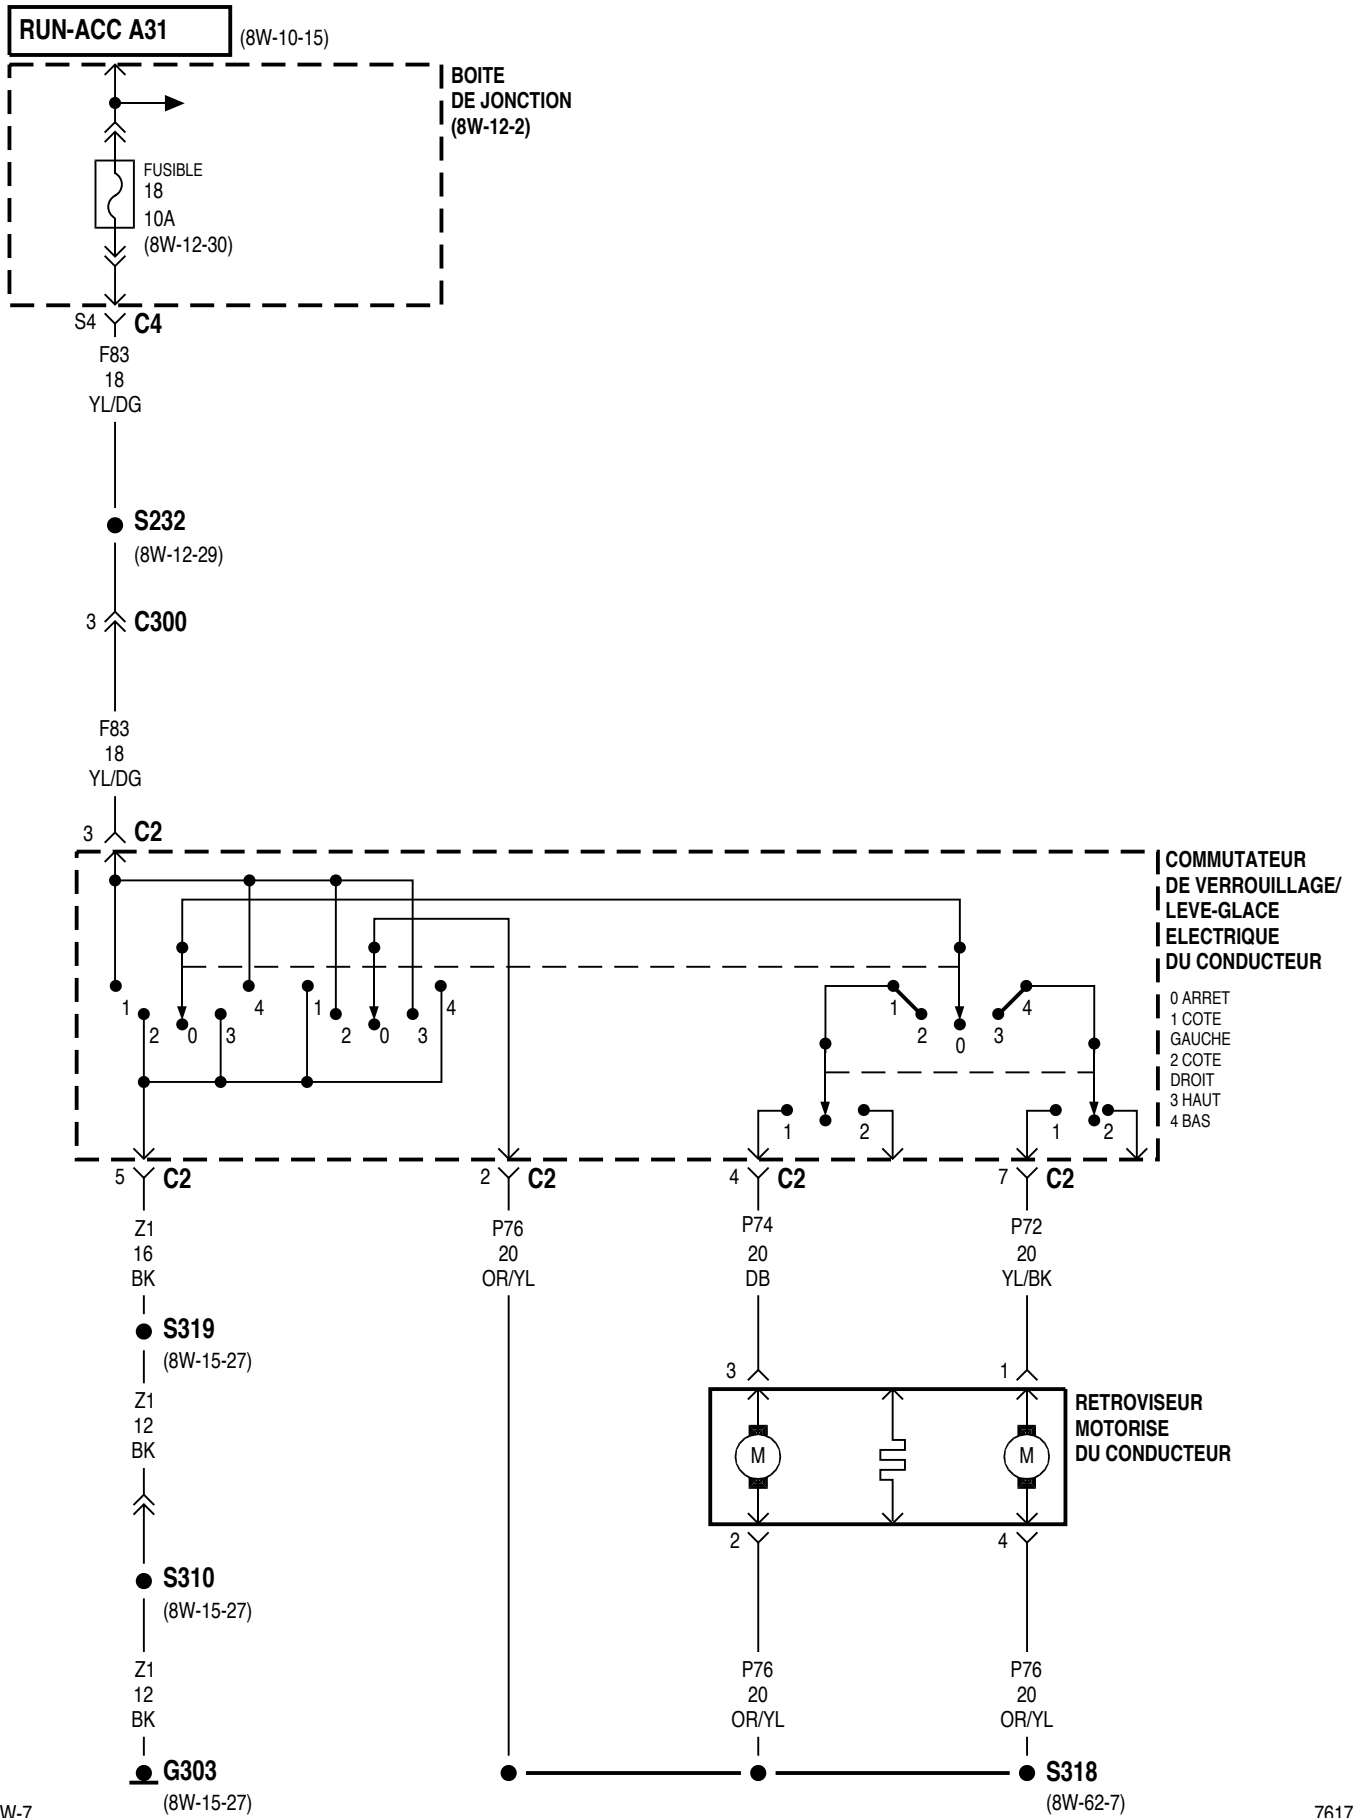 RUN-ACC A31
(8W-10-15)
BOITE
DE JONCTION
(8W-12-2)
FUSIBLE
18
10A
(8W-12-30)
S4 C4
F83
18
YL/DG
S232
(8W-12-29)
3 C300
F83
18
YL/DG
3 C2
COMMUTATEUR
DE VERROUILLAGE/
LEVE-GLACE
ELECTRIQUE
DU CONDUCTEUR
0 ARRET
1 COTE
GAUCHE
2 COTE
DROIT
3 HAUT
4 BAS
1 4 1 4 1 4
2 0 3 2 0 3 2 0 3
1 2 1 2
5 C2 2 C2 4 C2 7 C2
Z1 P76 P74 P72
16 20 20 20
BK OR/YL DB YL/BK
S319
(8W-15-27)
3 1
Z1
12
BK
RETROVISEUR
MOTORISE
DU CONDUCTEUR
M M
2 4
S310
(8W-15-27)
Z1 P76 P76
12 20 20
BK OR/YL OR/YL
G303 S318
(8W-15-27) (8W-62-7)
W-7 7617